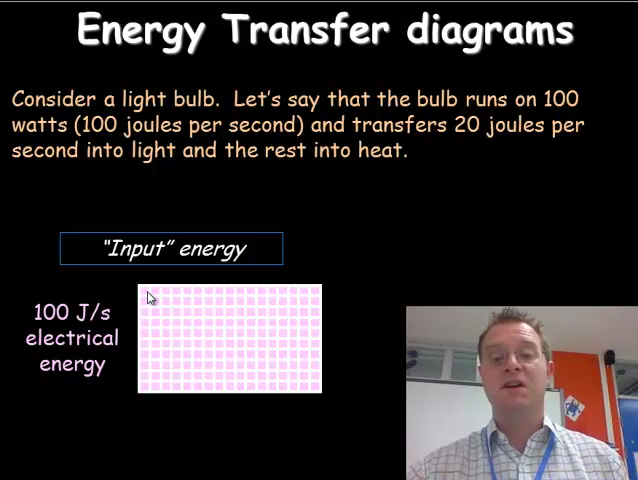 Energy Transfer diagrams
Consider a light bulb. Let's say that the bulb runs on 100
watts (100 joules per second) and transfers 20 joules per
second into light and the rest into heat.
"Input" energy
100 J/s
electrical
energy